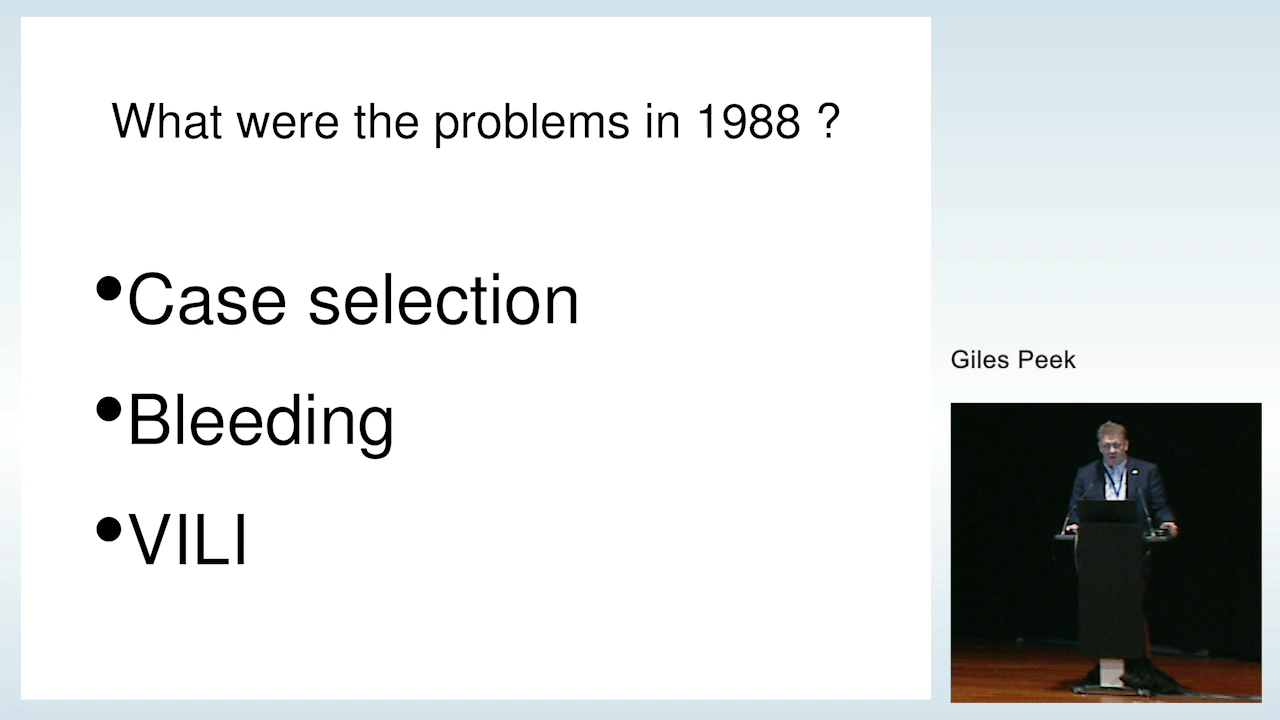 What were the problems in 1988 ?
•Case selection
•Bleeding
•VILI
Giles Peek